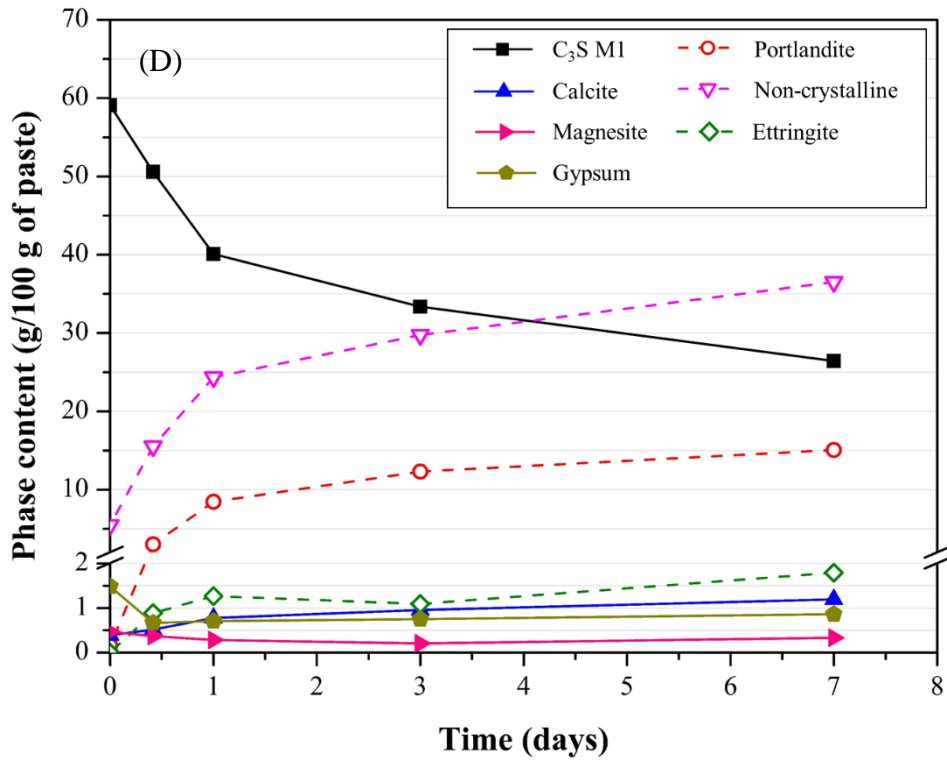 (D)
C₃S M1
Portlandite
Calcite
Non-crystalline
Magnesite
Ettringite
Gypsum
Phase content (g/100 g of paste)
70
60
50
40
30
20
10
2
1
0
0 1 2 3 4 5 6 7 8
Time (days)